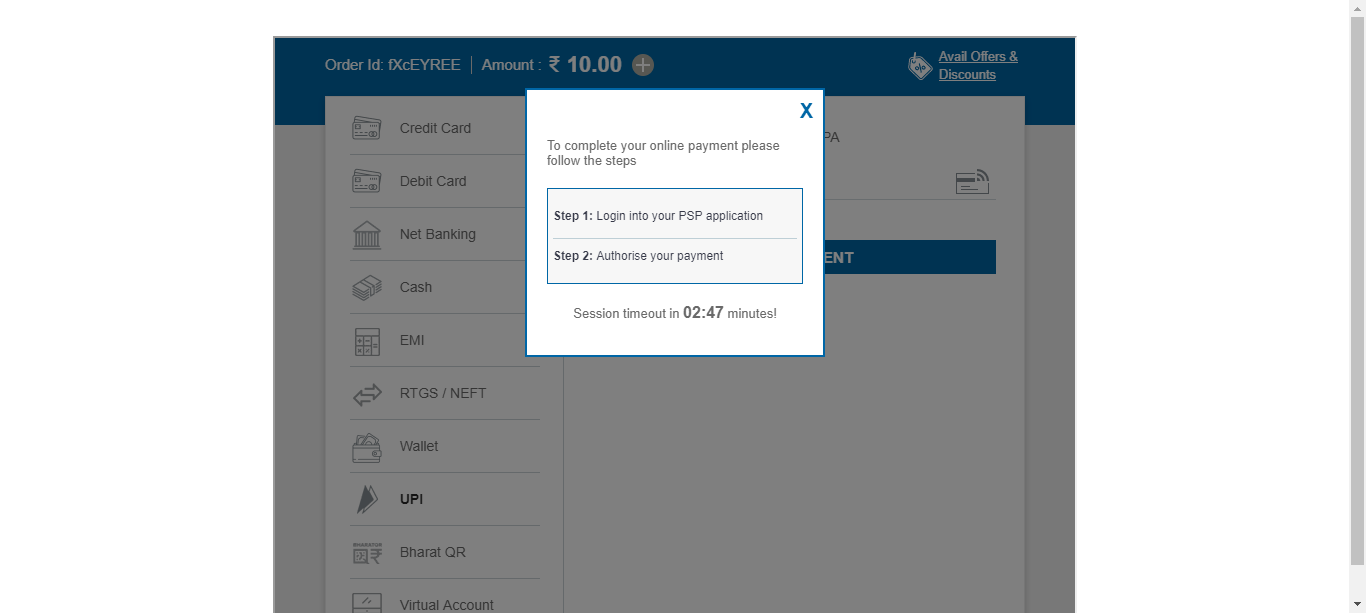 Order Id: fXcEYREE
Amount : ₹ 10.00
Avail Offers &
Discounts
Credit Card
Debit Card
Net Banking
Cash
EMI
RTGS / NEFT
Wallet
UPI
Bharat QR
Virtual Account
X
To complete your online payment please
follow the steps
Step 1: Login into your PSP application
Step 2: Authorise your payment
Session timeout in 02:47 minutes!
PA
ENT